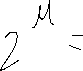 2^μ =